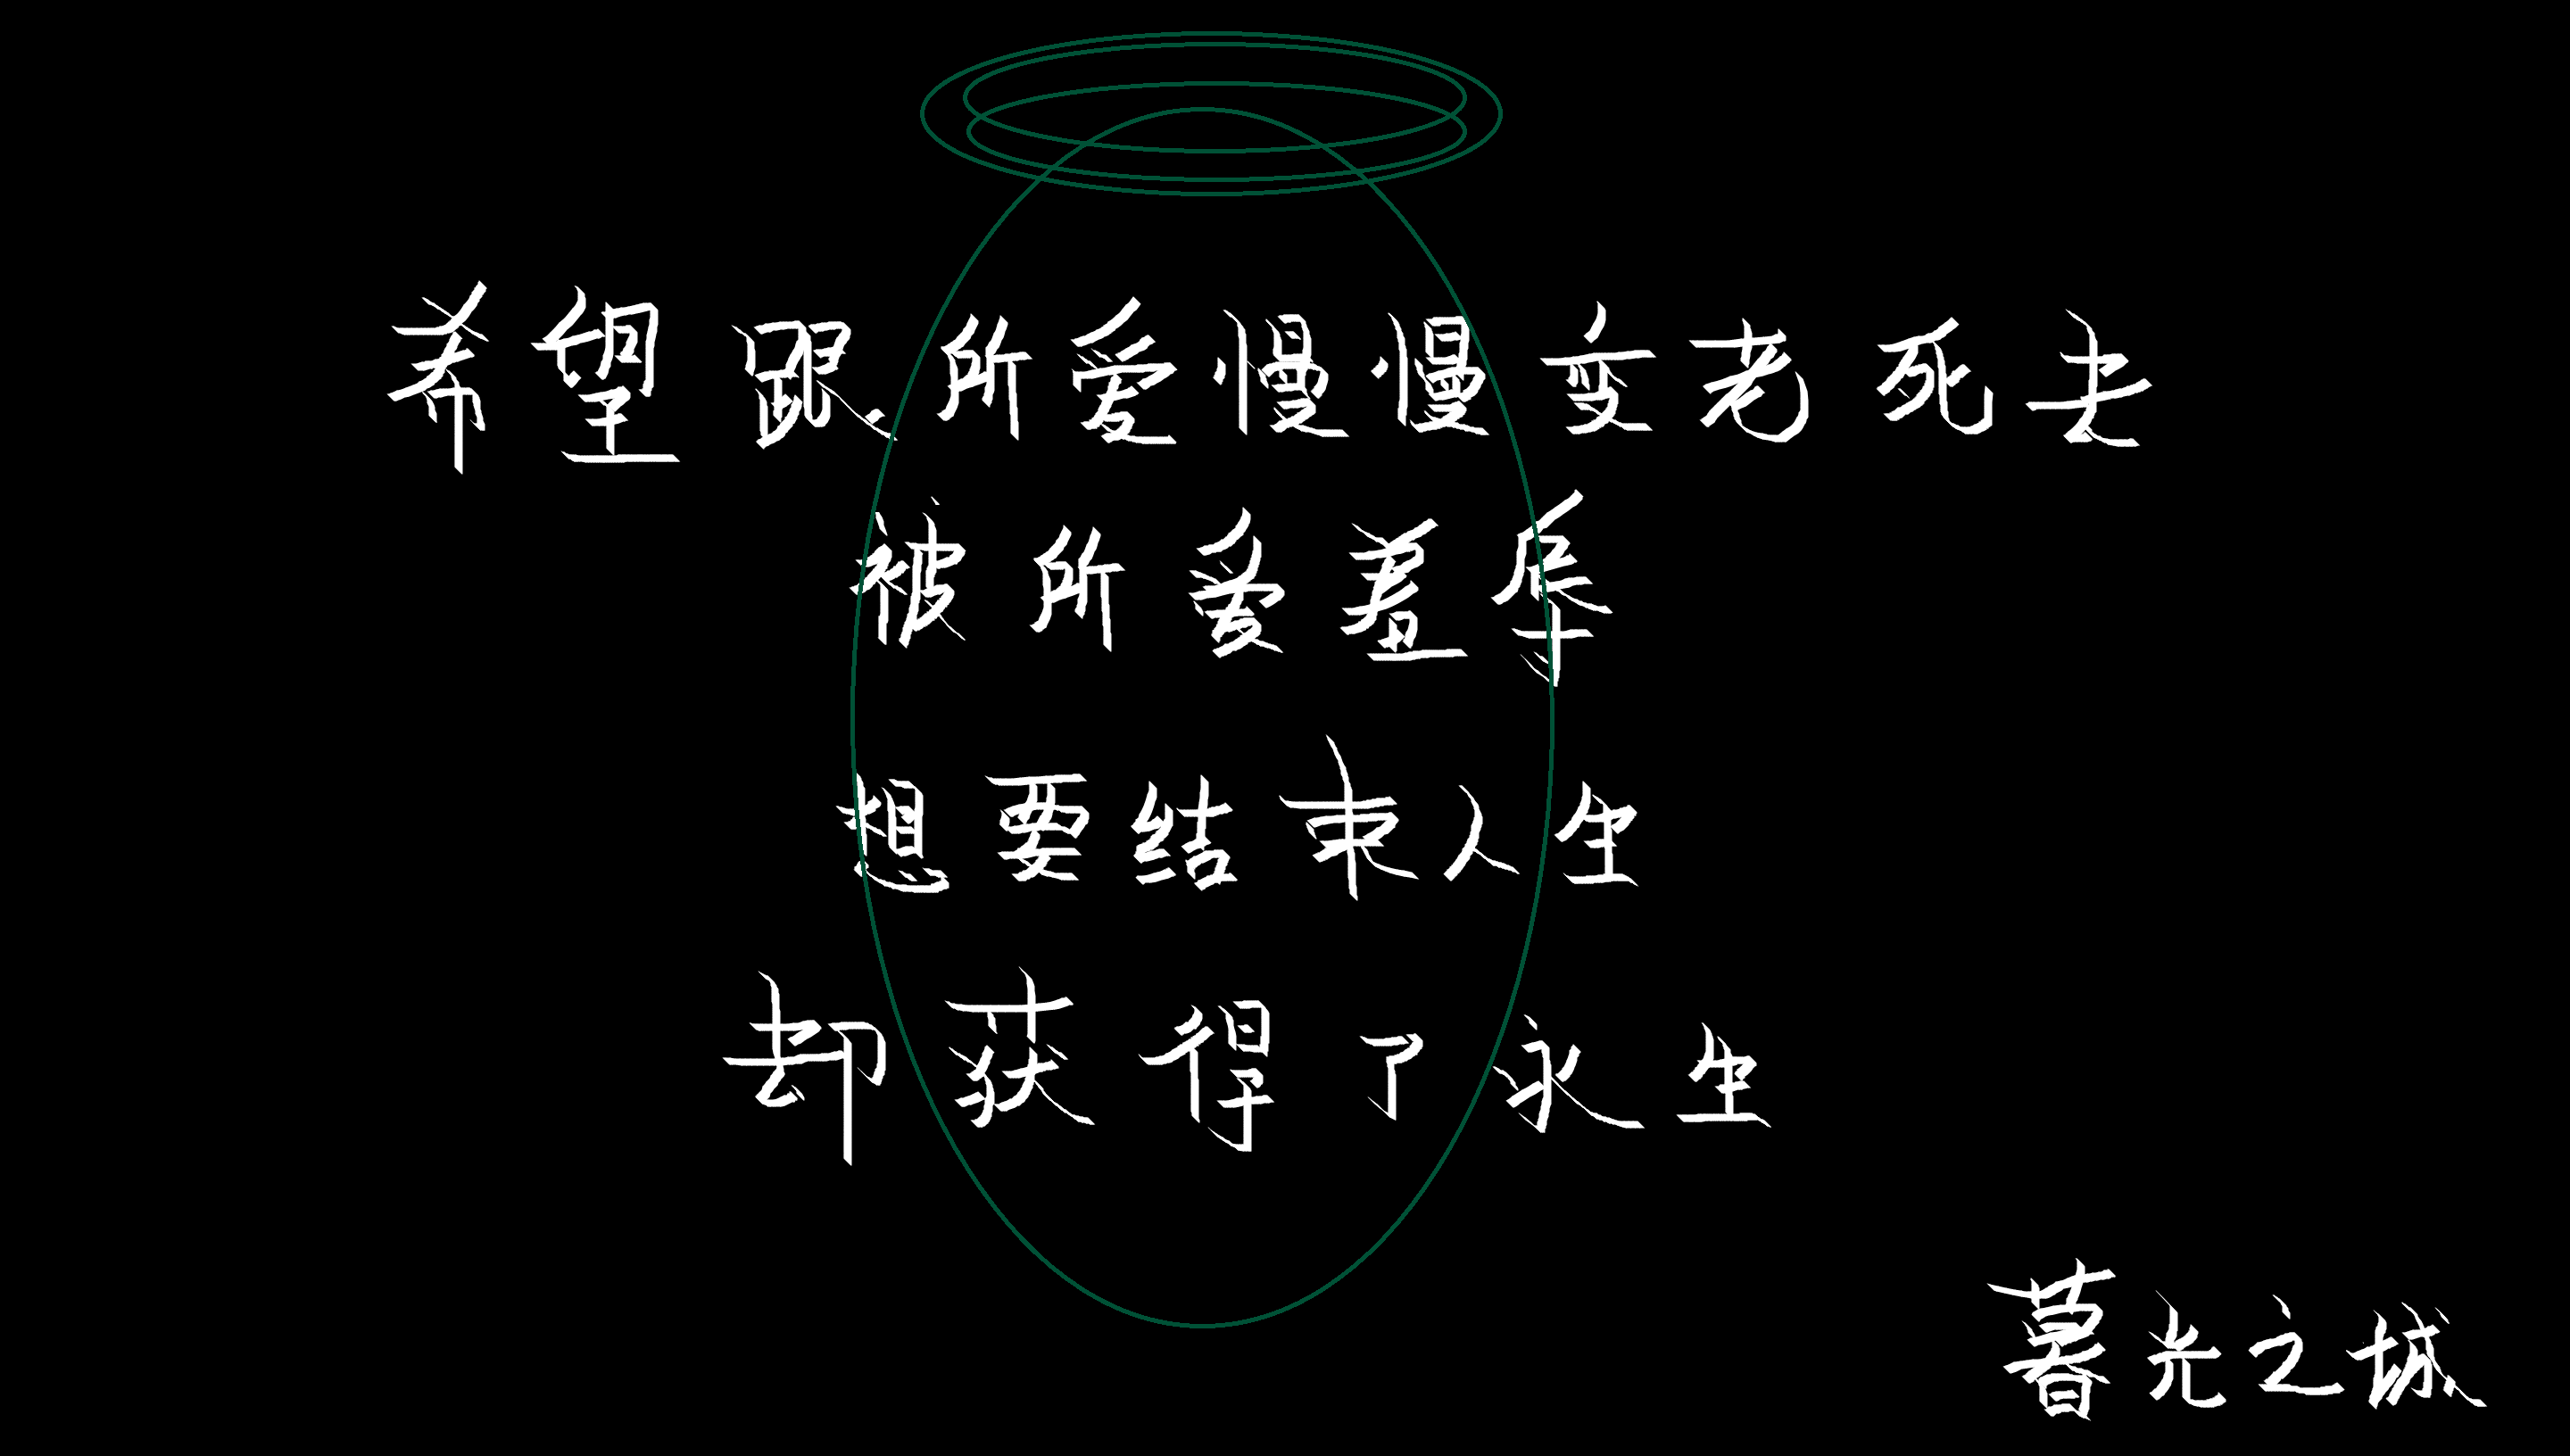 希望跟所爱慢慢变老死去
被所爱羞辱
想要结束人生
却获得了永生
暮光之城